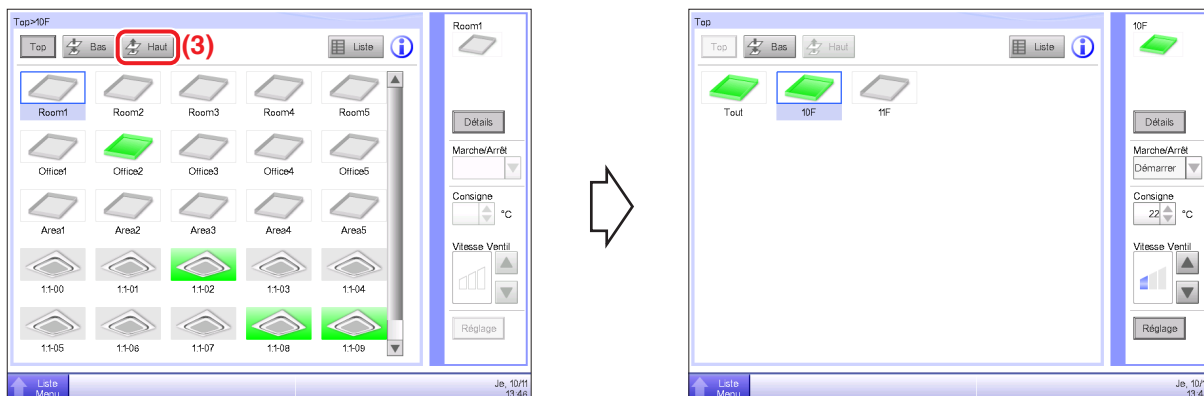 Top>10F
Top Bas Haut (3) Liste
Room1 Room2 Room3 Room4 Room5
Office1 Office2 Office3 Office4 Office5
Area1 Area2 Area3 Area4 Area5
1:1-00 1:1-01 1:1-02 1:1-03 1:1-04
1:1-05 1:1-06 1:1-07 1:1-08 1:1-09
Room1
Détails
Marche/Arrêt
Consigne
°C
Vitesse Ventil
Réglage
Liste
Menu
Je, 10/11
13:46
Top
Top Bas Haut Liste
Tout 10F 11F
10F
Détails
Marche/Arrêt
Démarrer
Consigne
22 °C
Vitesse Ventil
Réglage
Liste
Menu
Je, 10/
13:4